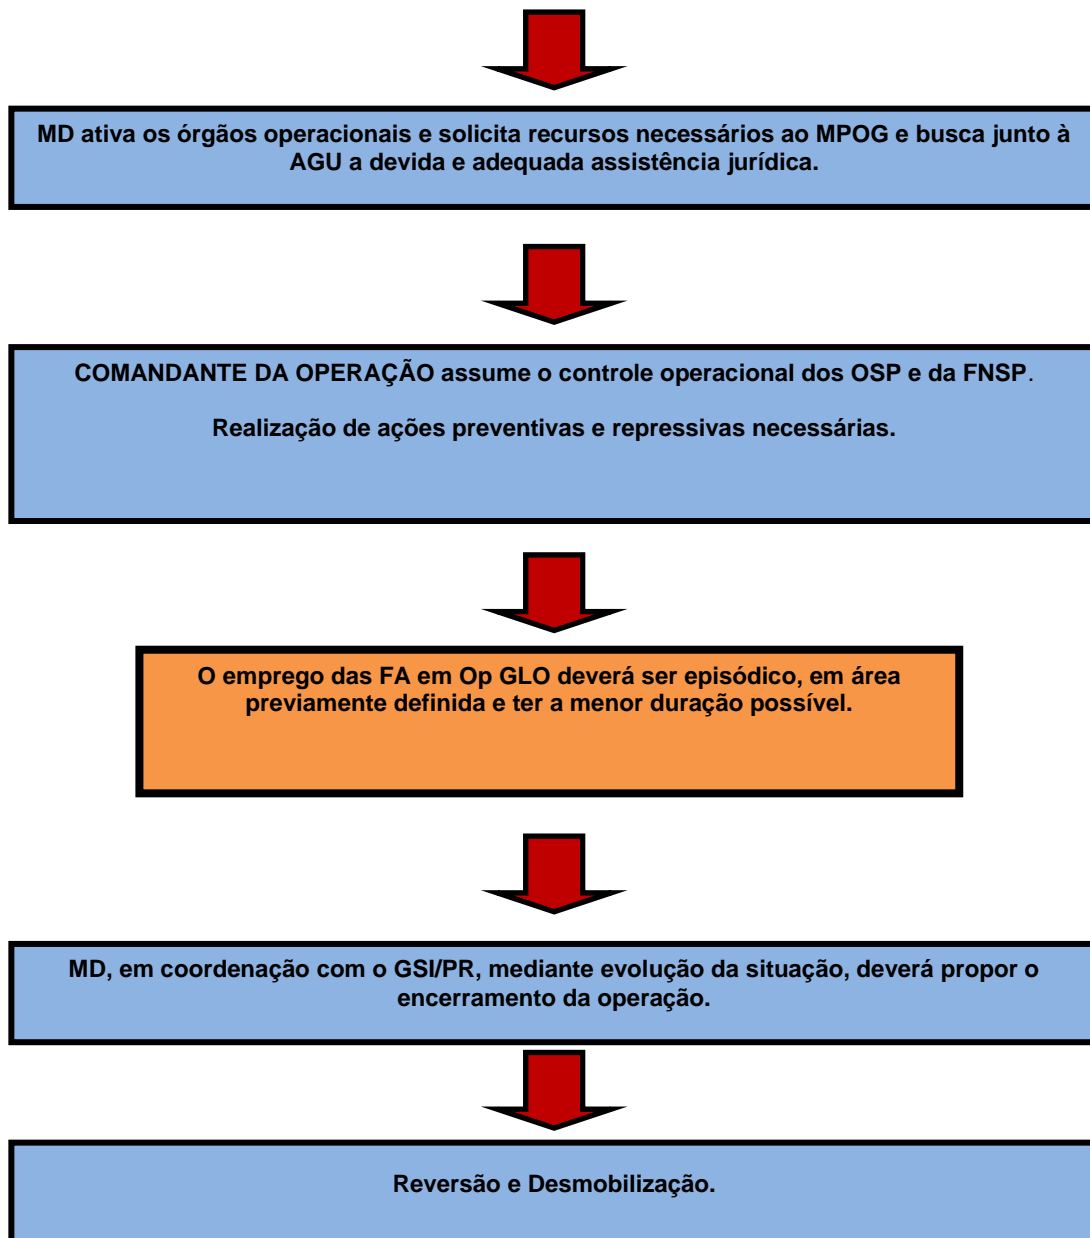 MD ativa os órgãos operacionais e solicita recursos necessários ao MPOG e busca junto à
AGU a devida e adequada assistência jurídica.
COMANDANTE DA OPERAÇÃO assume o controle operacional dos OSP e da FNSP.
Realização de ações preventivas e repressivas necessárias.
O emprego das FA em Op GLO deverá ser episódico, em área
previamente definida e ter a menor duração possível.
MD, em coordenação com o GSI/PR, mediante evolução da situação, deverá propor o
encerramento da operação.
Reversão e Desmobilização.